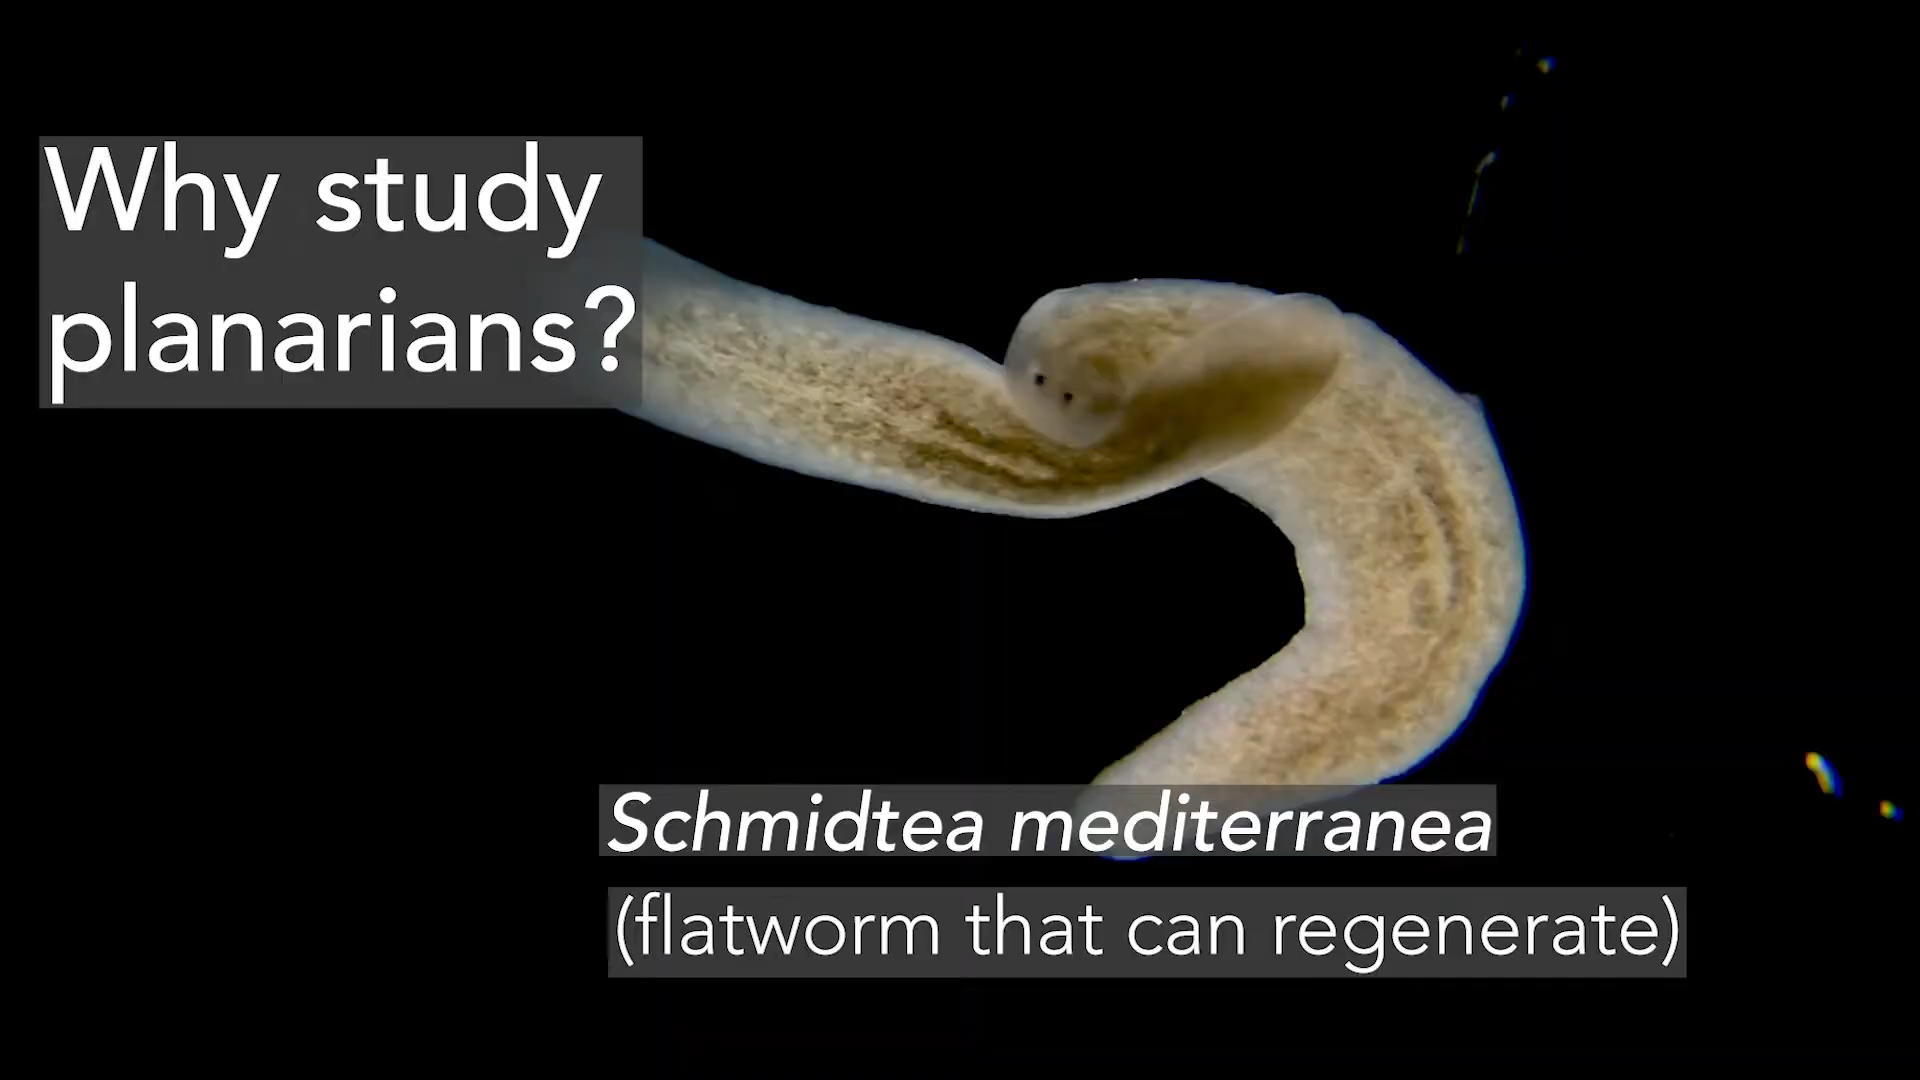 Why study
planarians?
Schmidtea mediterranea
(flatworm that can regenerate)